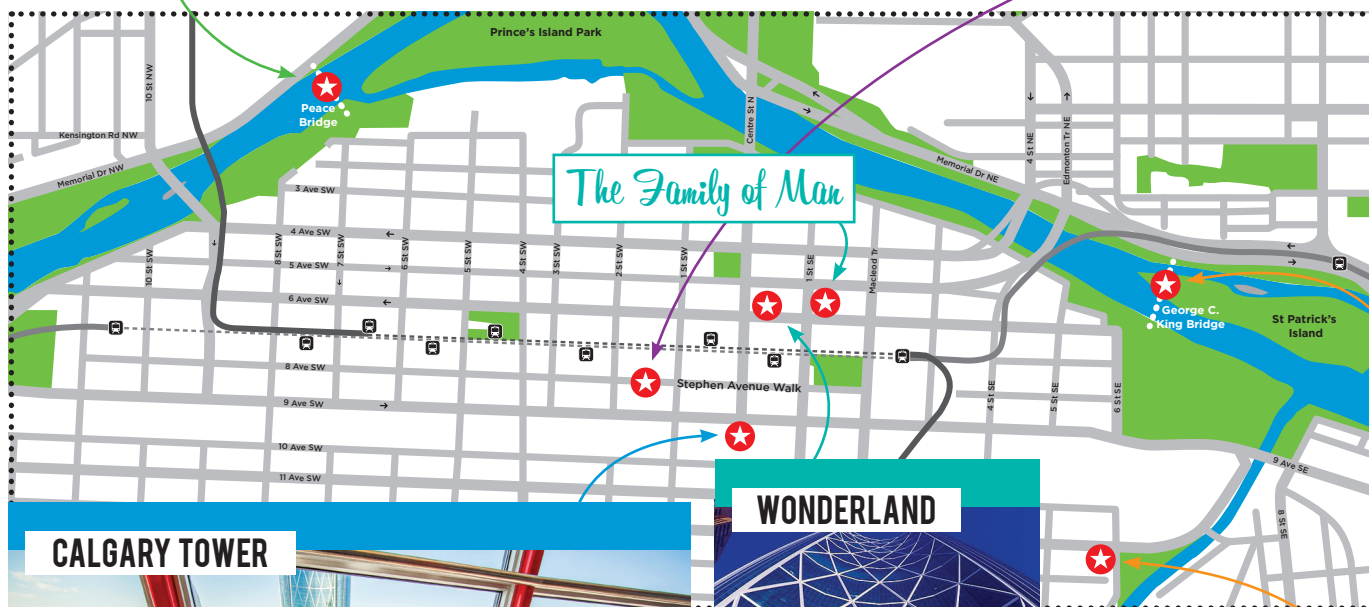 Prince's Island Park
10 St NW
Peace
Bridge
Kensington Rd NW
Memorial Dr NW
Centre St N
4 St NE
Edmonton Tr NE
Memorial Dr NE
The Family of Man
3 Ave SW
4 Ave SW
5 Ave SW
6 Ave SW
8 Ave SW
9 Ave SW
10 Ave SW
11 Ave SW
10 St SW
8 St SW
7 St SW
6 St SW
5 St SW
4 St SW
3 St SW
2 St SW
1 St SW
1 St SE
Macleod Tr
George C.
King Bridge
St Patrick's
Island
Stephen Avenue Walk
4 St SE
5 St SE
6 St SE
9 Ave SE
8 St SE
WONDERLAND
CALGARY TOWER